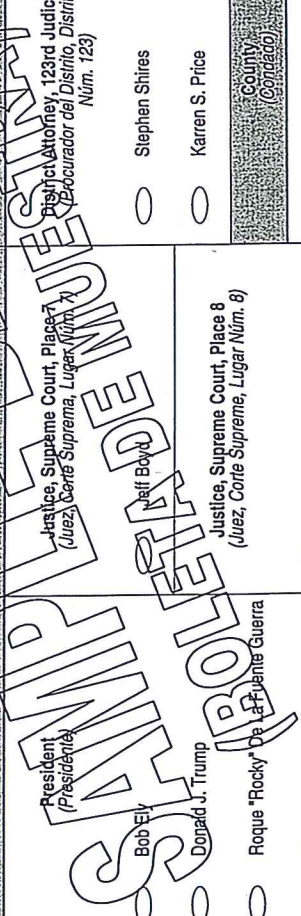 SAMPLE
(BOLETA DE MUESTRA)
President
(Presidente)
Bob Ely
Donald J. Trump
Roque "Rocky" De La Fuente Guerra
Justice, Supreme Court, Place 7
(Juez, Corte Suprema, Lugar Núm. 7)
Jeff Boyd
Justice, Supreme Court, Place 8
(Juez, Corte Supreme, Lugar Núm. 8)
District Attorney, 123rd Judic
(Procurador del Distrito, Distri
Núm. 123)
Stephen Shires
Karren S. Price
County
(Condado)